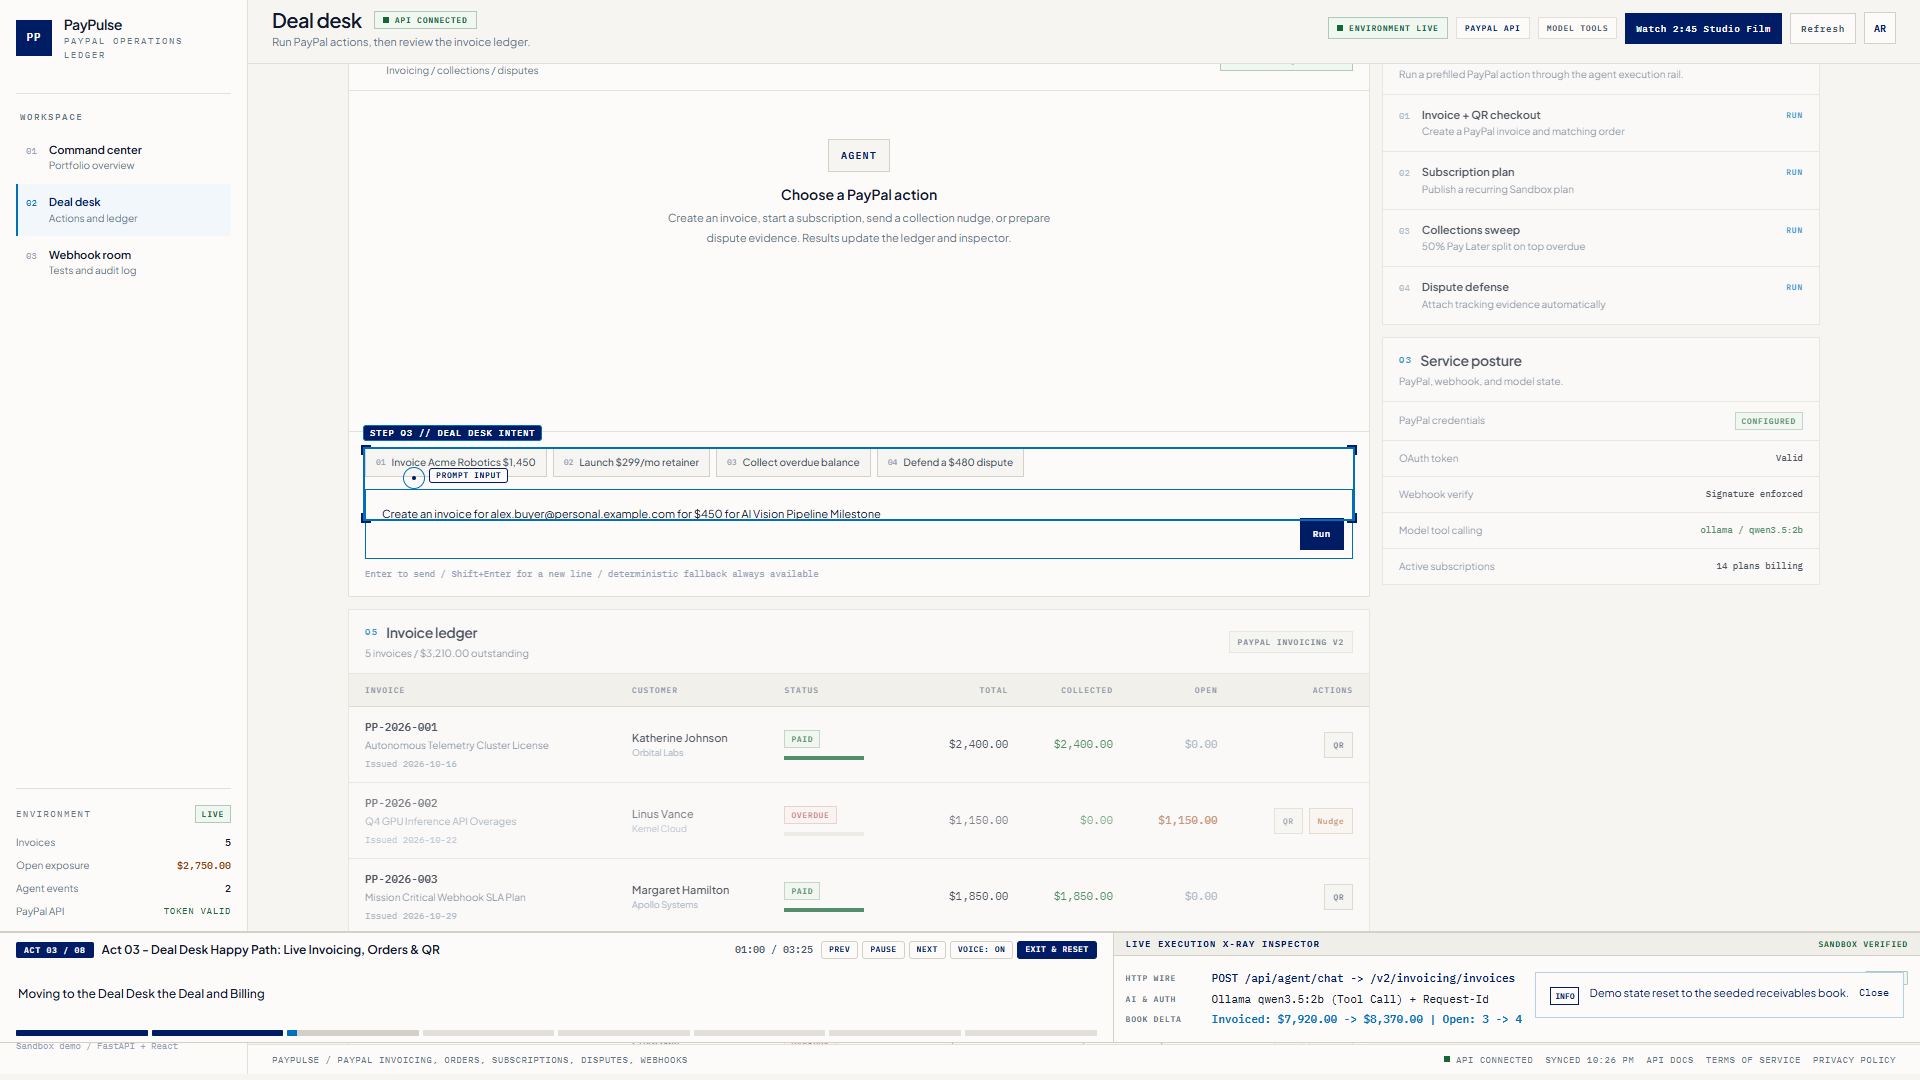 PP
PayPulse
PAYPAL OPERATIONS
LEDGER
WORKSPACE
01 Command center
Portfolio overview
02 Deal desk
Actions and ledger
03 Webhook room
Tests and audit log
ENVIRONMENT LIVE
Invoices 5
Open exposure $2,750.00
Agent events 2
PayPal API TOKEN VALID
Sandbox demo / FastAPI + React
Deal desk API CONNECTED
Run PayPal actions, then review the invoice ledger.
ENVIRONMENT LIVE PAYPAL API MODEL TOOLS Watch 2:45 Studio Film Refresh AR
Invoicing / collections / disputes
AGENT
Choose a PayPal action
Create an invoice, start a subscription, send a collection nudge, or prepare
dispute evidence. Results update the ledger and inspector.
STEP 03 // DEAL DESK INTENT
01 Invoice Acme Robotics $1,450 02 Launch $299/mo retainer 03 Collect overdue balance 04 Defend a $480 dispute
PROMPT INPUT
Create an invoice for alex.buyer@personal.example.com for $450 for AI Vision Pipeline Milestone
Run
Enter to send / Shift+Enter for a new line / deterministic fallback always available
Run a prefilled PayPal action through the agent execution rail.
01 Invoice + QR checkout RUN
Create a PayPal invoice and matching order
02 Subscription plan RUN
Publish a recurring Sandbox plan
03 Collections sweep RUN
50% Pay Later split on top overdue
04 Dispute defense RUN
Attach tracking evidence automatically
03 Service posture
PayPal, webhook, and model state.
PayPal credentials CONFIGURED
OAuth token Valid
Webhook verify Signature enforced
Model tool calling ollama / qwen3.5:2b
Active subscriptions 14 plans billing
05 Invoice ledger
5 invoices / $3,210.00 outstanding
PAYPAL INVOICING V2
INVOICE CUSTOMER STATUS TOTAL COLLECTED OPEN ACTIONS
PP-2026-001
Autonomous Telemetry Cluster License
Issued 2026-10-16
Katherine Johnson
Orbital Labs
PAID $2,400.00 $2,400.00 $0.00 QR
PP-2026-002
Q4 GPU Inference API Overages
Issued 2026-10-22
Linus Vance
Kernel Cloud
OVERDUE $1,150.00 $0.00 $1,150.00 QR Nudge
PP-2026-003
Mission Critical Webhook SLA Plan
Issued 2026-10-29
Margaret Hamilton
Apollo Systems
PAID $1,850.00 $1,850.00 $0.00 QR
ACT 03 / 08 Act 03 – Deal Desk Happy Path: Live Invoicing, Orders & QR 01:00 / 03:25 PREV PAUSE NEXT VOICE: ON EXIT & RESET
Moving to the Deal Desk the Deal and Billing
LIVE EXECUTION X-RAY INSPECTOR SANDBOX VERIFIED
HTTP WIRE POST /api/agent/chat -> /v2/invoicing/invoices
AI & AUTH Ollama qwen3.5:2b (Tool Call) + Request-Id
BOOK DELTA Invoiced: $7,920.00 -> $8,370.00 | Open: 3 -> 4
INFO Demo state reset to the seeded receivables book. Close
PAYPULSE / PAYPAL INVOICING, ORDERS, SUBSCRIPTIONS, DISPUTES, WEBHOOKS
API CONNECTED SYNCED 10:26 PM API DOCS TERMS OF SERVICE PRIVACY POLICY